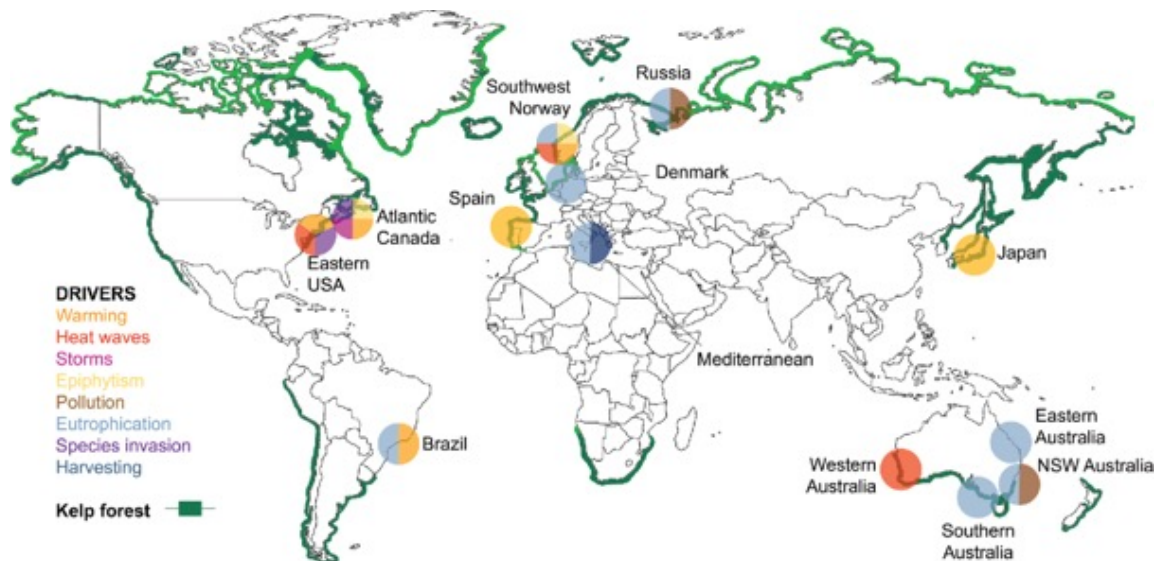 Southwest
Norway
Russia
Denmark
Spain
Atlantic
Canada
Eastern
USA
Japan
DRIVERS
Warming
Heat waves
Storms
Epiphytism
Pollution
Eutrophication
Species invasion
Harvesting
Kelp forest
Mediterranean
Brazil
Eastern
Australia
Western
Australia
NSW Australia
Southern
Australia